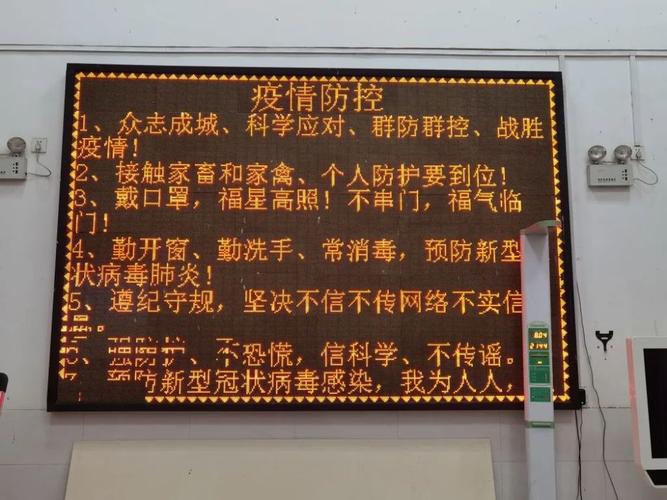 疫情防控
1、众志成城、科学应对、群防群控、战胜
疫情!
2、接触家畜和家禽、个人防护要到位!
3、戴口罩，福星高照!不串门，福气临
门!
4、勤开窗、勤洗手、常消毒，预防新型
状病毒肺炎!
5、遵纪守规，坚决不信不传网络不实信
强防护、不恐慌，信科学、不传谣。
7、预防新型冠状病毒感染，我为人人，